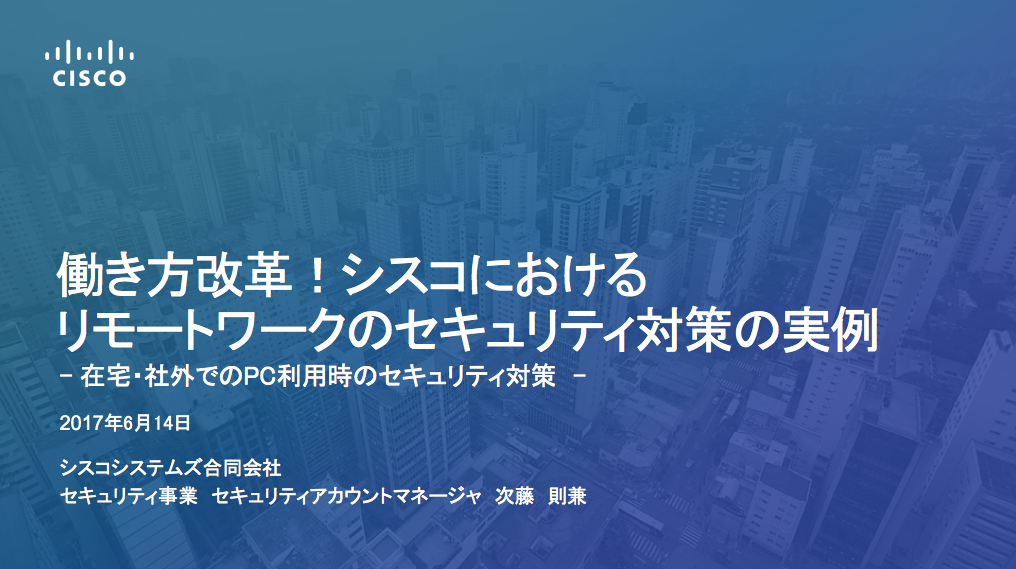 CISCO
働き方改革！シスコにおける
リモートワークのセキュリティ対策の実例
– 在宅・社外でのPC利用時のセキュリティ対策 –
2017年6月14日
シスコシステムズ合同会社
セキュリティ事業　セキュリティアカウントマネージャ　次藤　則兼